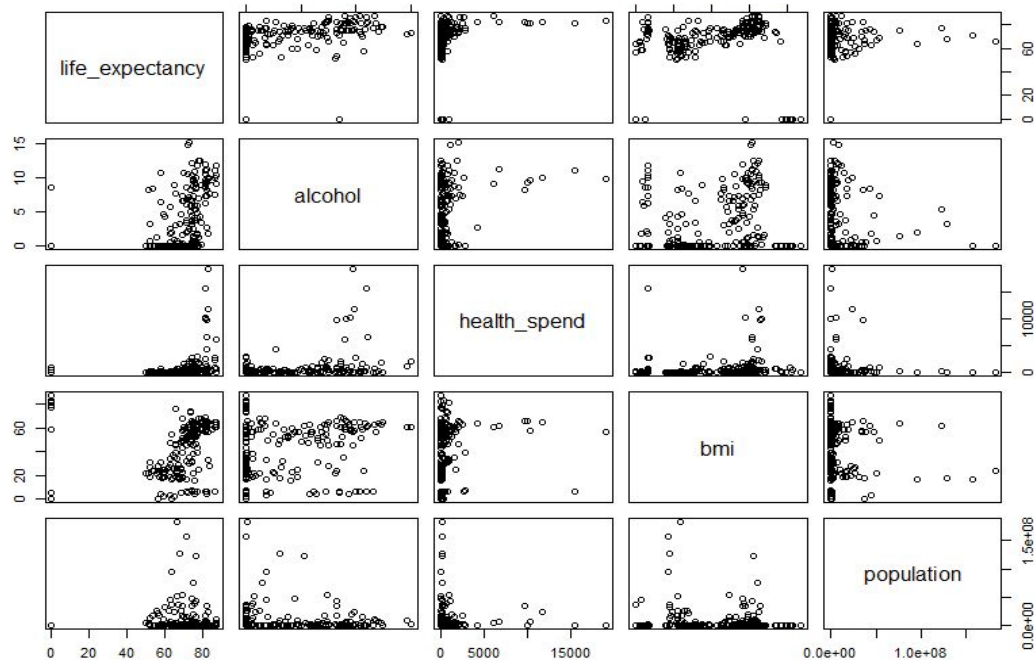 life_expectancy
0 20 60
0 5 10 15
alcohol
health_spend
0 10000
0 20 60
bmi
population
0.0e+00 1.5e+08
0 20 40 60 80
0 5000 15000
0.0e+00 1.0e+08